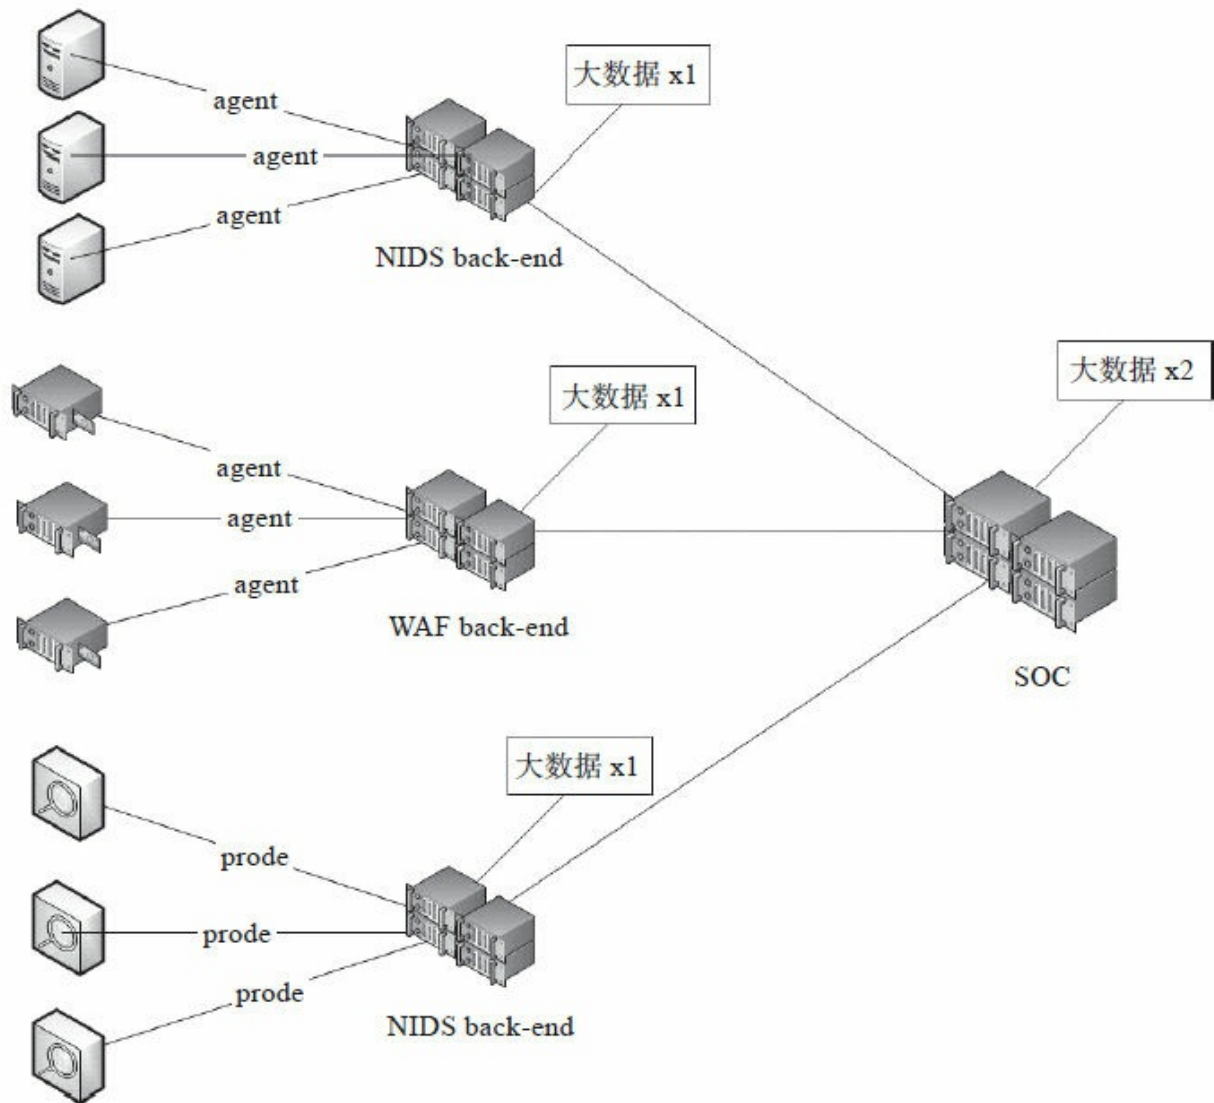 大数据 x1
agent
agent
agent
NIDS back-end
大数据 x2
大数据 x1
agent
agent
agent
WAF back-end
SOC
大数据 x1
prode
prode
prode
NIDS back-end